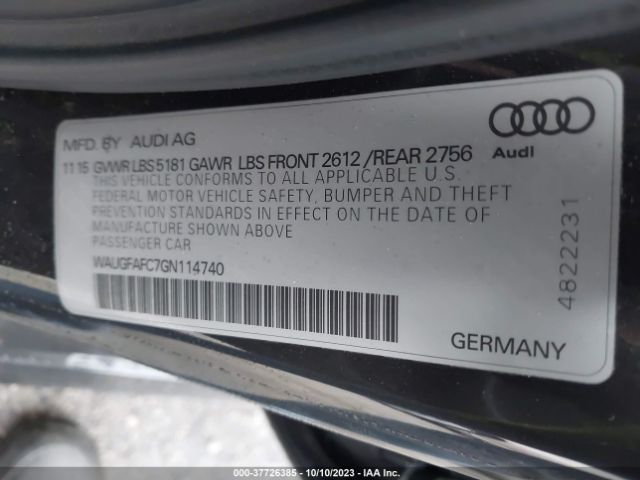 MFD. BY AUDI AG
11 15 GVWR LBS 5181 GAWR LBS FRONT 2612 / REAR 2756
THIS VEHICLE CONFORMS TO ALL APPLICABLE U.S.
FEDERAL MOTOR VEHICLE SAFETY, BUMPER AND THEFT
PREVENTION STANDARDS IN EFFECT ON THE DATE OF
MANUFACTURE SHOWN ABOVE
PASSENGER CAR
WAUGFAFC7GN114740
Audi
4822231
GERMANY
000-37726385 - 10/10/2023 - IAA Inc.